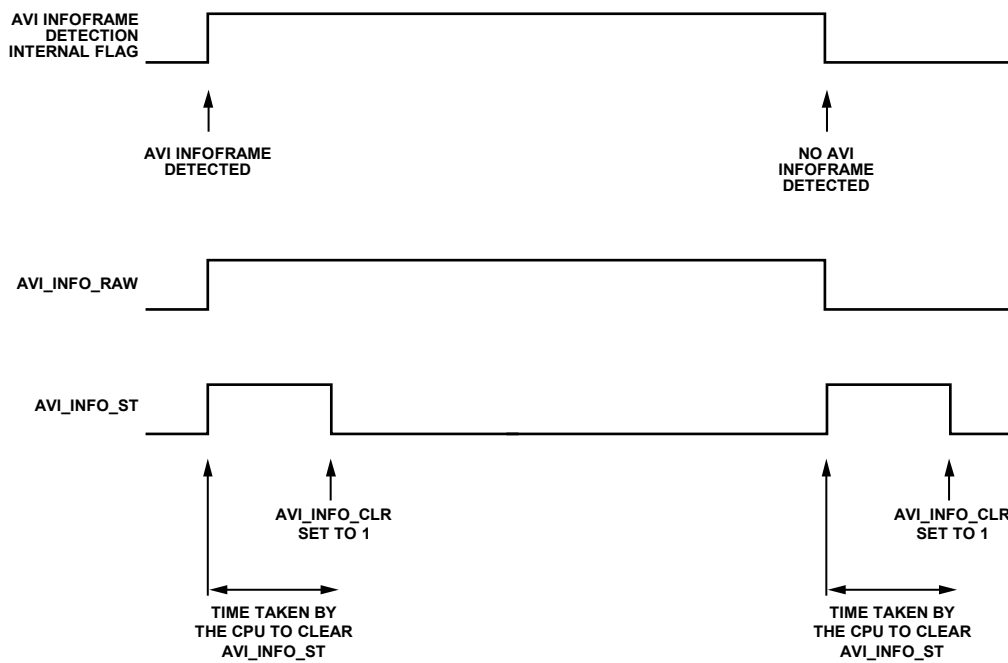 AVI INFOFRAME
DETECTION
INTERNAL FLAG
AVI INFOFRAME
DETECTED
NO AVI
INFOFRAME
DETECTED
AVI_INFO_RAW
AVI_INFO_ST
AVI_INFO_CLR
SET TO 1
AVI_INFO_CLR
SET TO 1
TIME TAKEN BY
THE CPU TO CLEAR
AVI_INFO_ST
TIME TAKEN BY
THE CPU TO CLEAR
AVI_INFO_ST